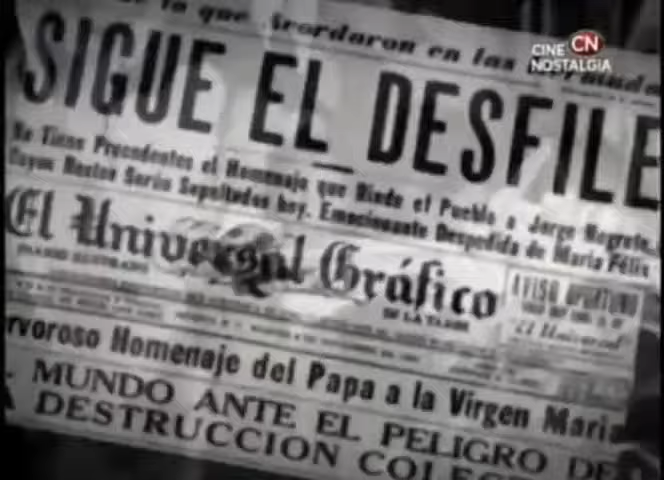 la que Acordaron en las
CINE CN
NOSTALGIA
SIGUE EL DESFILE
No Tiene Precedentes el Homenaje que Rinde el Pueblo a Jorge Negrete,
Cuyos Restos Serán Sepultados hoy. Emocionante Despedida de María Félix
El Universal Gráfico
DIARIO ILUSTRADO
DE LA TARDE
AVISO OPORTUNO
El Universal
Homenaje del Papa a la Virgen María
MUNDO ANTE EL PELIGRO DE
DESTRUCCION